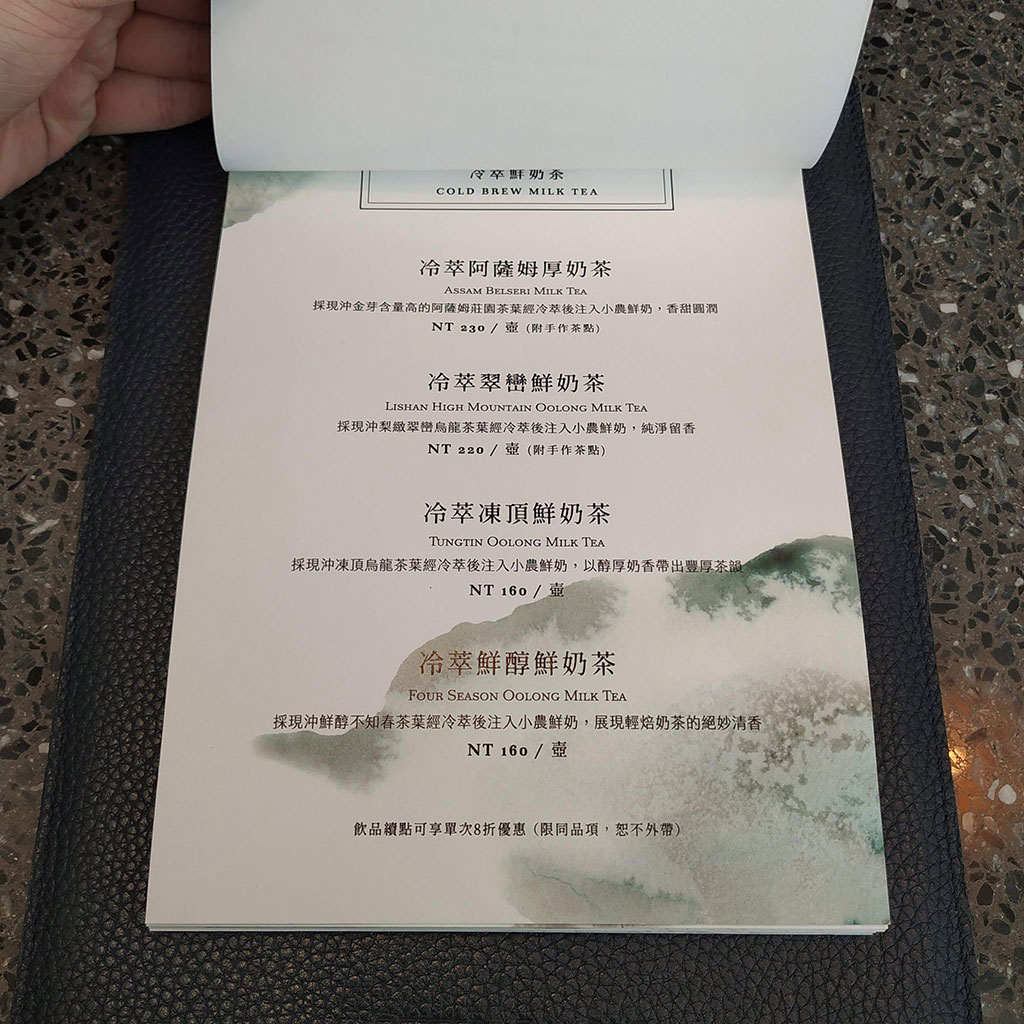 冷萃鮮奶茶
COLD BREW MILK TEA
冷萃阿薩姆厚奶茶
ASSAM BELSERI MILK TEA
採現沖金芽含量高的阿薩姆莊園茶葉經冷萃後注入小農鮮奶，香甜圓潤
NT 230 / 壺 (附手作茶點)
冷萃翠巒鮮奶茶
LISHAN HIGH MOUNTAIN OOLONG MILK TEA
採現沖梨緻翠巒烏龍茶葉經冷萃後注入小農鮮奶，純淨留香
NT 220 / 壺 (附手作茶點)
冷萃凍頂鮮奶茶
TUNGTIN OOLONG MILK TEA
採現沖凍頂烏龍茶葉經冷萃後注入小農鮮奶，以醇厚奶香帶出豐厚茶韻
NT 160 / 壺
冷萃鮮醇鮮奶茶
FOUR SEASON OOLONG MILK TEA
採現沖鮮醇不知春茶葉經冷萃後注入小農鮮奶，展現輕焙奶茶的絕妙清香
NT 160 / 壺
飲品續點可享單次8折優惠 (限同品項，恕不外帶)